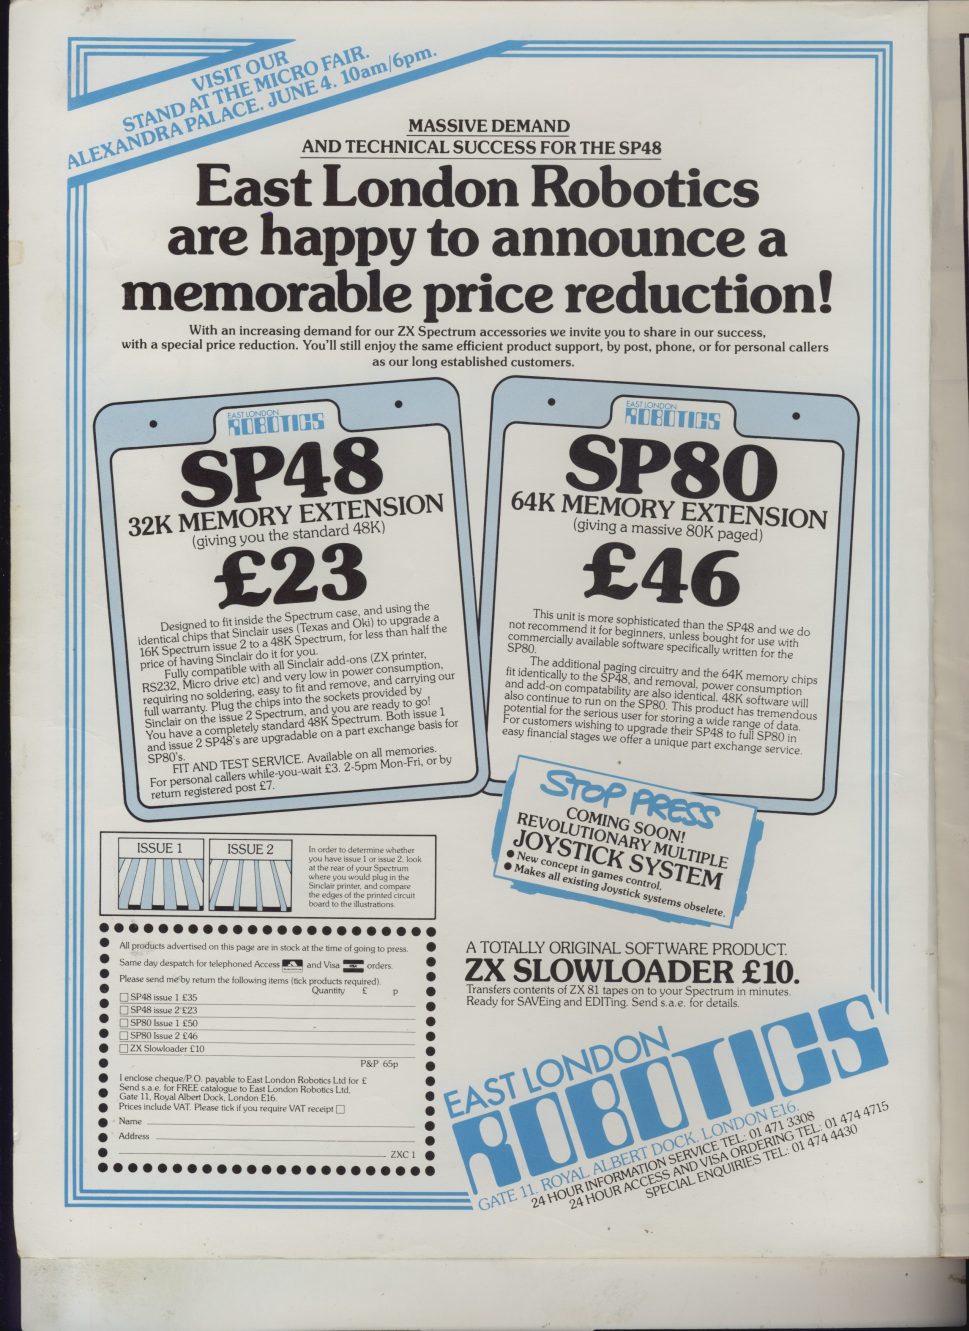 VISIT OUR
STAND AT THE MICRO FAIR.
ALEXANDRA PALACE. JUNE 4. 10am/6pm.
MASSIVE DEMAND
AND TECHNICAL SUCCESS FOR THE SP48
East London Robotics
are happy to announce a
memorable price reduction!
With an increasing demand for our ZX Spectrum accessories we invite you to share in our success,
with a special price reduction. You'll still enjoy the same efficient product support, by post, phone, or for personal callers
as our long established customers.
EAST LONDON
ROBOTICS
SP48
32K MEMORY EXTENSION
(giving you the standard 48K)
£23
Designed to fit inside the Spectrum case, and using the
identical chips that Sinclair uses (Texas and Oki) to upgrade a
16K Spectrum issue 2 to a 48K Spectrum, for less than half the
price of having Sinclair do it for you.
Fully compatible with all Sinclair add-ons (ZX printer,
RS232, Micro drive etc) and very low in power consumption,
requiring no soldering, easy to fit and remove, and carrying our
full warranty. Plug the chips into the sockets provided by
Sinclair on the issue 2 Spectrum, and you are ready to go!
You have a completely standard 48K Spectrum. Both issue 1
and issue 2 SP48's are upgradable on a part exchange basis for
SP80's.
FIT AND TEST SERVICE. Available on all memories.
For personal callers while-you-wait £3. 2-5pm Mon-Fri, or by
return registered post £7.
EAST LONDON
ROBOTICS
SP80
64K MEMORY EXTENSION
(giving a massive 80K paged)
£46
This unit is more sophisticated than the SP48 and we do
not recommend it for beginners, unless bought for use with
commercially available software specifically written for the
SP80.
The additional paging circuitry and the 64K memory chips
fit identically to the SP48, and removal, power consumption
and add-on compatability are also identical. 48K software will
also continue to run on the SP80. This product has tremendous
potential for the serious user for storing a wide range of data.
For customers wishing to upgrade their SP48 to full SP80 in
easy financial stages we offer a unique part exchange service.
STOP PRESS
COMING SOON!
REVOLUTIONARY MULTIPLE
JOYSTICK SYSTEM
• New concept in games control.
• Makes all existing Joystick systems obselete.
ISSUE 1
ISSUE 2
In order to determine whether
you have issue 1 or issue 2, look
at the rear of your Spectrum
where you would plug in the
Sinclair printer, and compare
the edges of the printed circuit
board to the illustrations.
All products advertised on this page are in stock at the time of going to press.
Same day despatch for telephoned Access and Visa orders.
Please send me by return the following items (tick products required).
Quantity £ p
SP48 issue 1 £35
SP48 issue 2 £23
SP80 Issue 1 £50
SP80 Issue 2 £46
ZX Slowloader £10
P&P 65p
I enclose cheque/P.O. payable to East London Robotics Ltd for £
Send s.a.e. for FREE catalogue to East London Robotics Ltd,
Gate 11, Royal Albert Dock, London E16.
Prices include VAT. Please tick if you require VAT receipt
Name
Address
ZXC 1
A TOTALLY ORIGINAL SOFTWARE PRODUCT.
ZX SLOWLOADER £10.
Transfers contents of ZX 81 tapes on to your Spectrum in minutes.
Ready for SAVEing and EDITing. Send s.a.e. for details.
EAST LONDON
ROBOTICS
GATE 11, ROYAL ALBERT DOCK, LONDON E16.
24 HOUR INFORMATION SERVICE TEL: 01 471 3308
24 HOUR ACCESS AND VISA ORDERING TEL: 01 474 4715
SPECIAL ENQUIRIES TEL: 01 474 4430